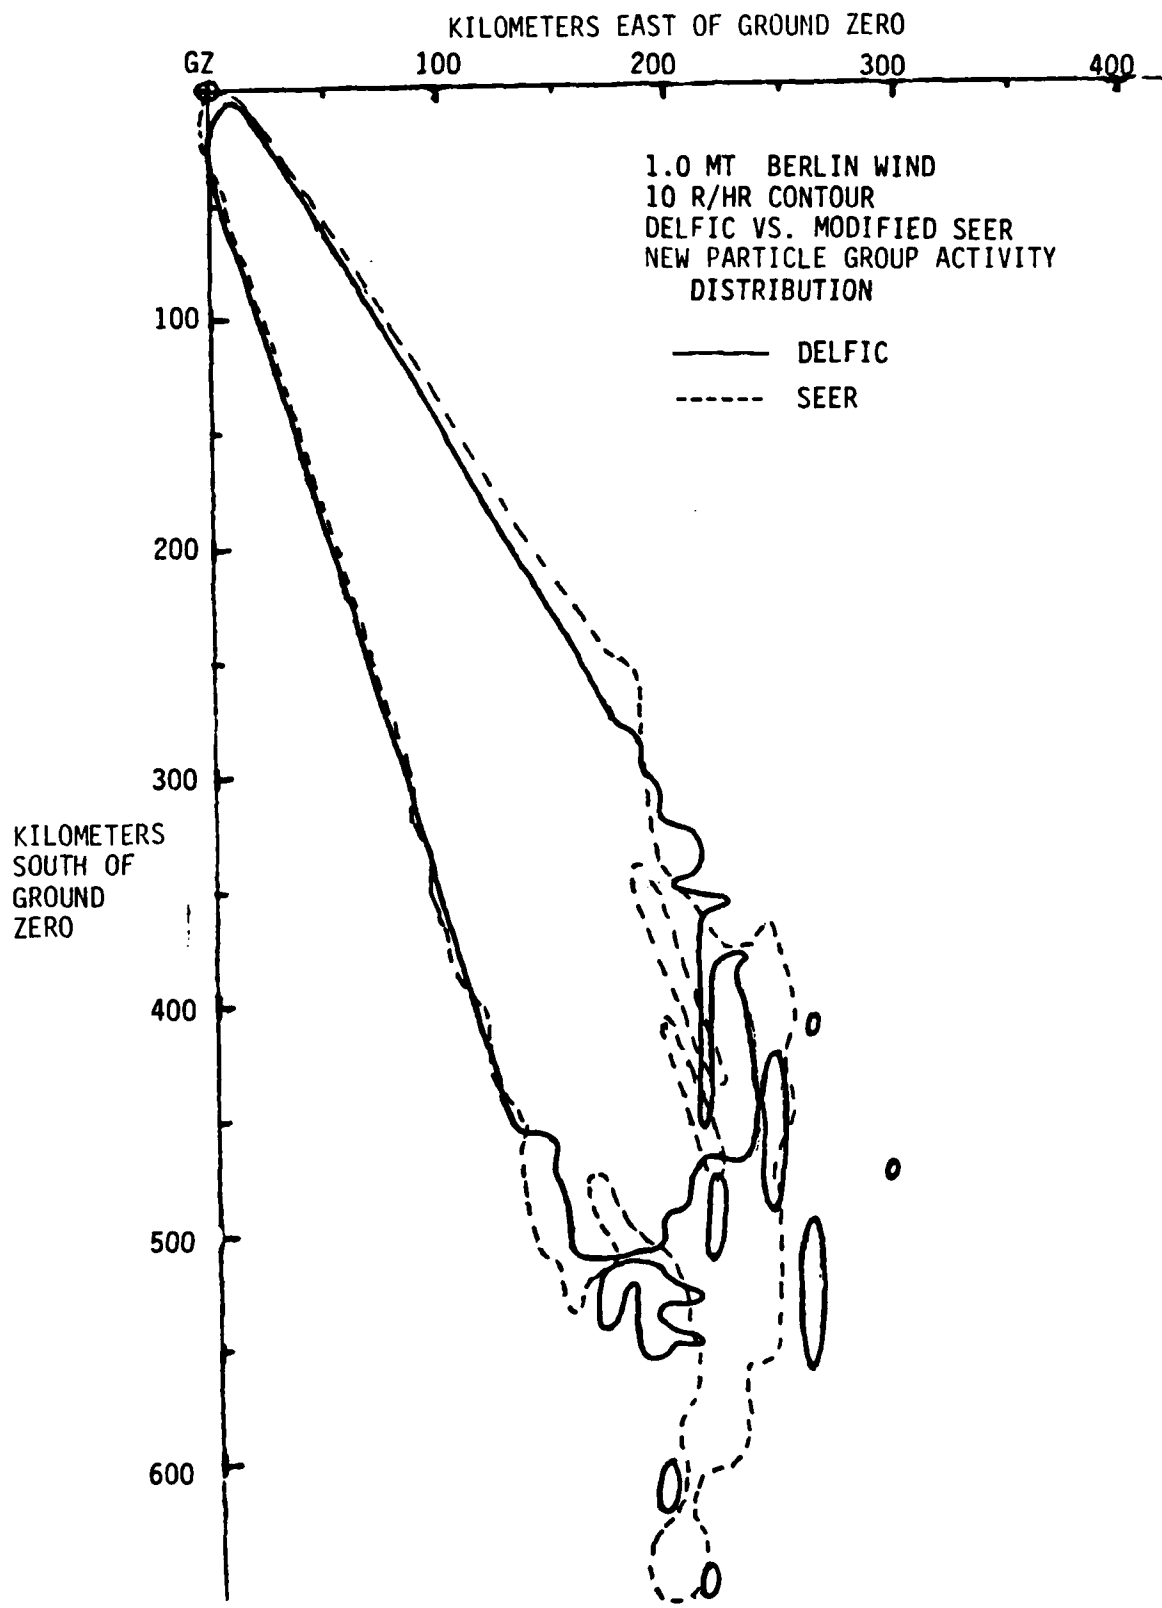 KILOMETERS EAST OF GROUND ZERO
GZ 100 200 300 400
1.0 MT BERLIN WIND
10 R/HR CONTOUR
DELFIC VS. MODIFIED SEER
NEW PARTICLE GROUP ACTIVITY
DISTRIBUTION
DELFIC
SEER
100
200
300
KILOMETERS
SOUTH OF
GROUND
ZERO
400
500
600